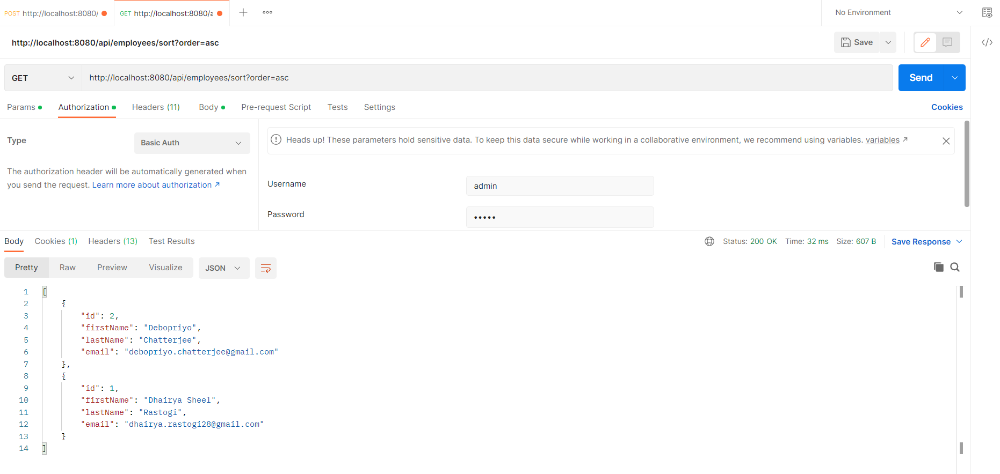 POST http://localhost:8080/
GET http://localhost:8080/a
No Environment
http://localhost:8080/api/employees/sort?order=asc
Save
GET
http://localhost:8080/api/employees/sort?order=asc
Send
Params
Authorization
Headers (11)
Body
Pre-request Script
Tests
Settings
Cookies
Type
Basic Auth
Heads up! These parameters hold sensitive data. To keep this data secure while working in a collaborative environment, we recommend using variables. variables ↗
The authorization header will be automatically generated when
you send the request. Learn more about authorization ↗
Username
admin
Password
•••••
Body
Cookies (1)
Headers (13)
Test Results
Status: 200 OK
Time: 32 ms
Size: 607 B
Save Response
Pretty
Raw
Preview
Visualize
JSON
1 [
2 {
3 "id": 2,
4 "firstName": "Debopriyo",
5 "lastName": "Chatterjee",
6 "email": "debopriyo.chatterjee@gmail.com"
7 },
8 {
9 "id": 1,
10 "firstName": "Dhairya Sheel",
11 "lastName": "Rastogi",
12 "email": "dhairya.rastogi28@gmail.com"
13 }
14 ]